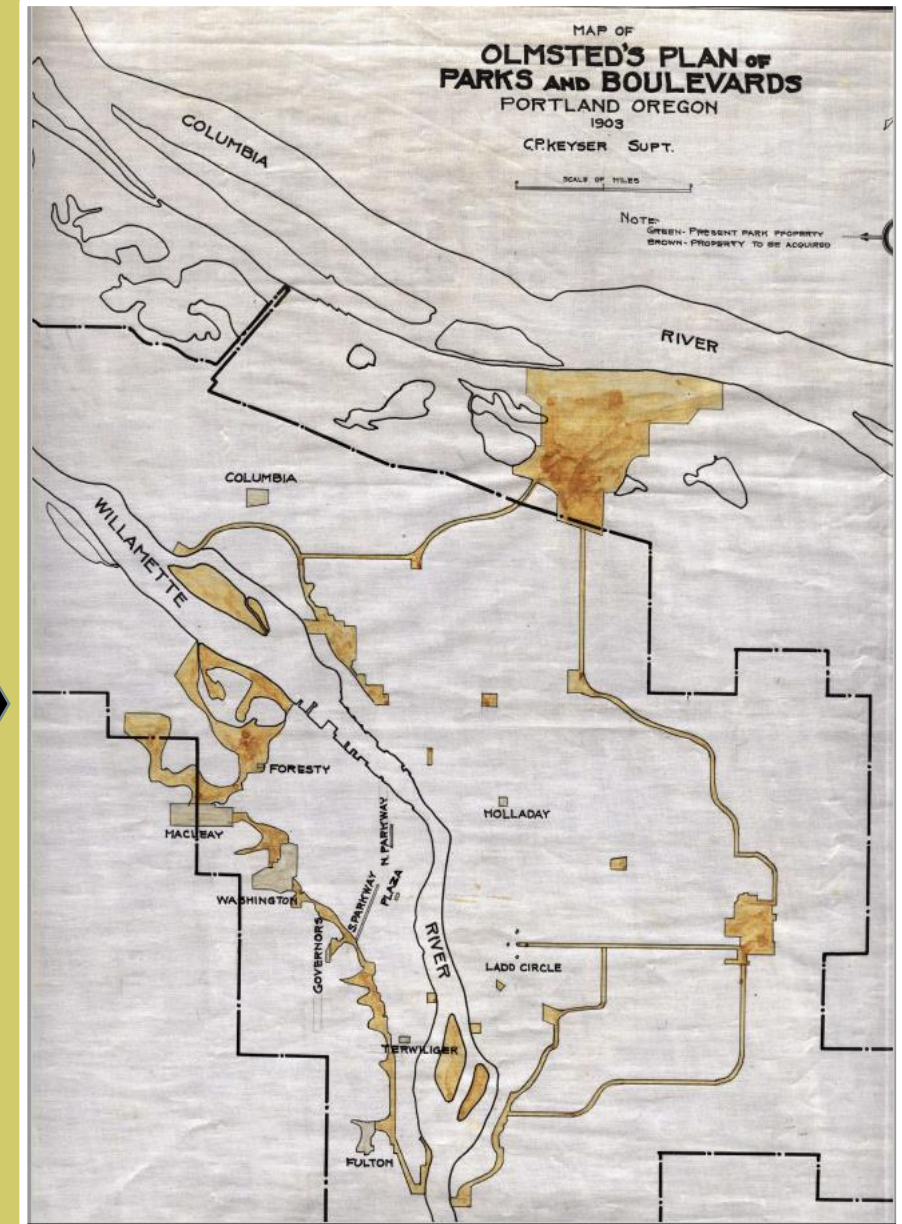 MAP OF
OLMSTED'S PLAN OF
PARKS AND BOULEVARDS
PORTLAND OREGON
1903
C.P. KEYSER SUPT.
SCALE OF MILES
NOTE:
GREEN - PRESENT PARK PROPERTY
BROWN - PROPERTY TO BE ACQUIRED
COLUMBIA
RIVER
COLUMBIA
WILLAMETTE
FORESTY
MACLEAY
HOLLADAY
N. PARKWAY
S. PARKWAY
PLAZA
WASHINGTON
GOVERNORS
RIVER
LADD CIRCLE
TERWILIGER
FULTON